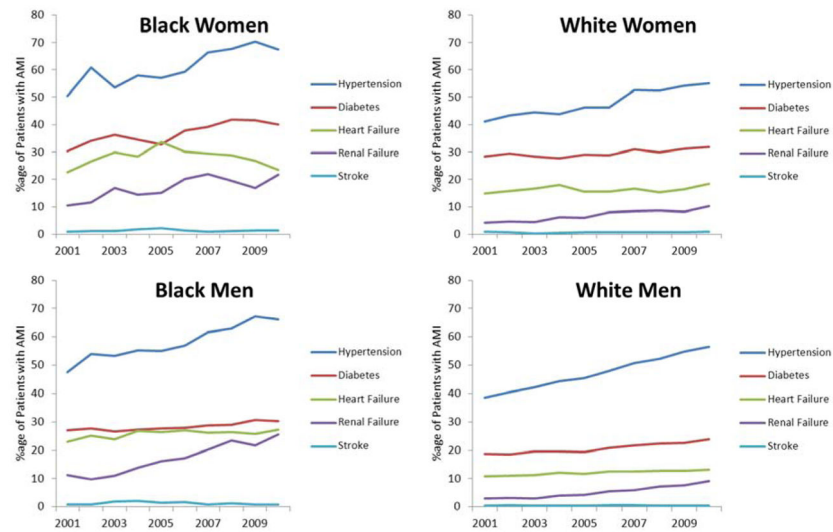 Black Women
%age of Patients with AMI
80
70
60
50
40
30
20
10
0
2001 2003 2005 2007 2009
Hypertension
Diabetes
Heart Failure
Renal Failure
Stroke
White Women
%age of Patients with AMI
80
70
60
50
40
30
20
10
0
2001 2003 2005 2007 2009
Hypertension
Diabetes
Heart Failure
Renal Failure
Stroke
Black Men
%age of Patients with AMI
80
70
60
50
40
30
20
10
0
2001 2003 2005 2007 2009
Hypertension
Diabetes
Heart Failure
Renal Failure
Stroke
White Men
%age of Patients with AMI
80
70
60
50
40
30
20
10
0
2001 2003 2005 2007 2009
Hypertension
Diabetes
Heart Failure
Renal Failure
Stroke